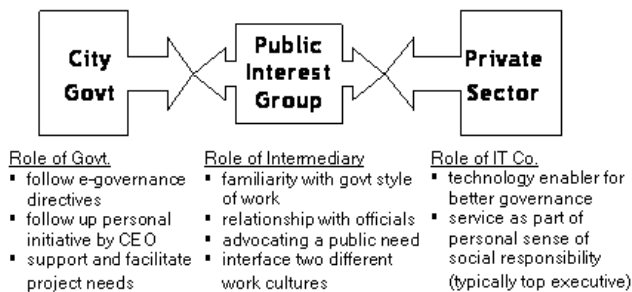 City
Govt
Public
Interest
Group
Private
Sector
Role of Govt.
▪ follow e-governance
directives
▪ follow up personal
initiative by CEO
▪ support and facilitate
project needs
Role of Intermediary
▪ familiarity with govt style
of work
▪ relationship with officials
▪ advocating a public need
▪ interface two different
work cultures
Role of IT Co.
▪ technology enabler for
better governance
▪ service as part of
personal sense of
social responsibility
(typically top executive)